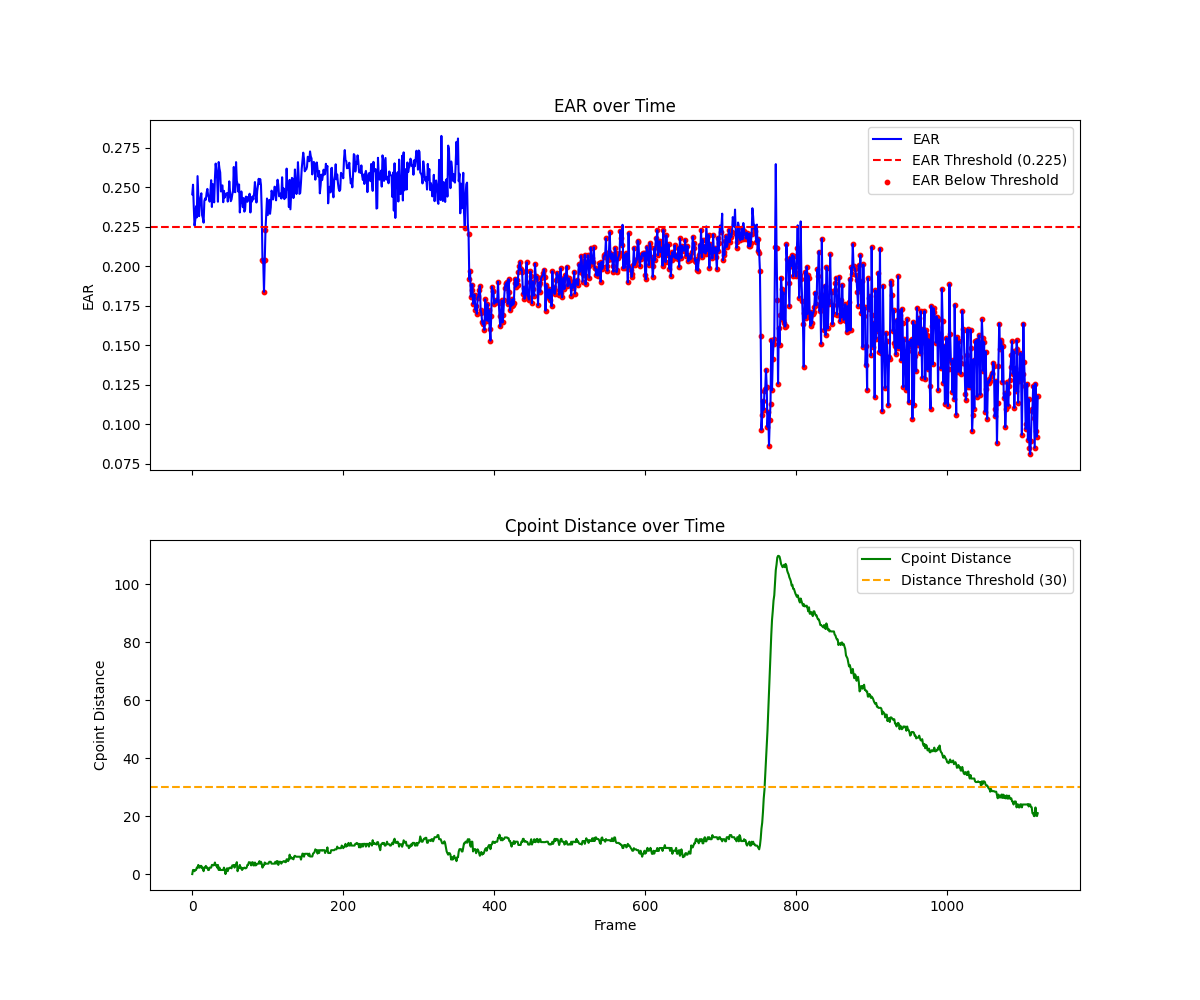 EAR over Time
EAR
EAR Threshold (0.225)
EAR Below Threshold
0.275
0.250
0.225
0.200
0.175
0.150
0.125
0.100
0.075
EAR
Cpoint Distance over Time
Cpoint Distance
Distance Threshold (30)
100
80
60
40
20
0
Cpoint Distance
0 200 400 600 800 1000
Frame